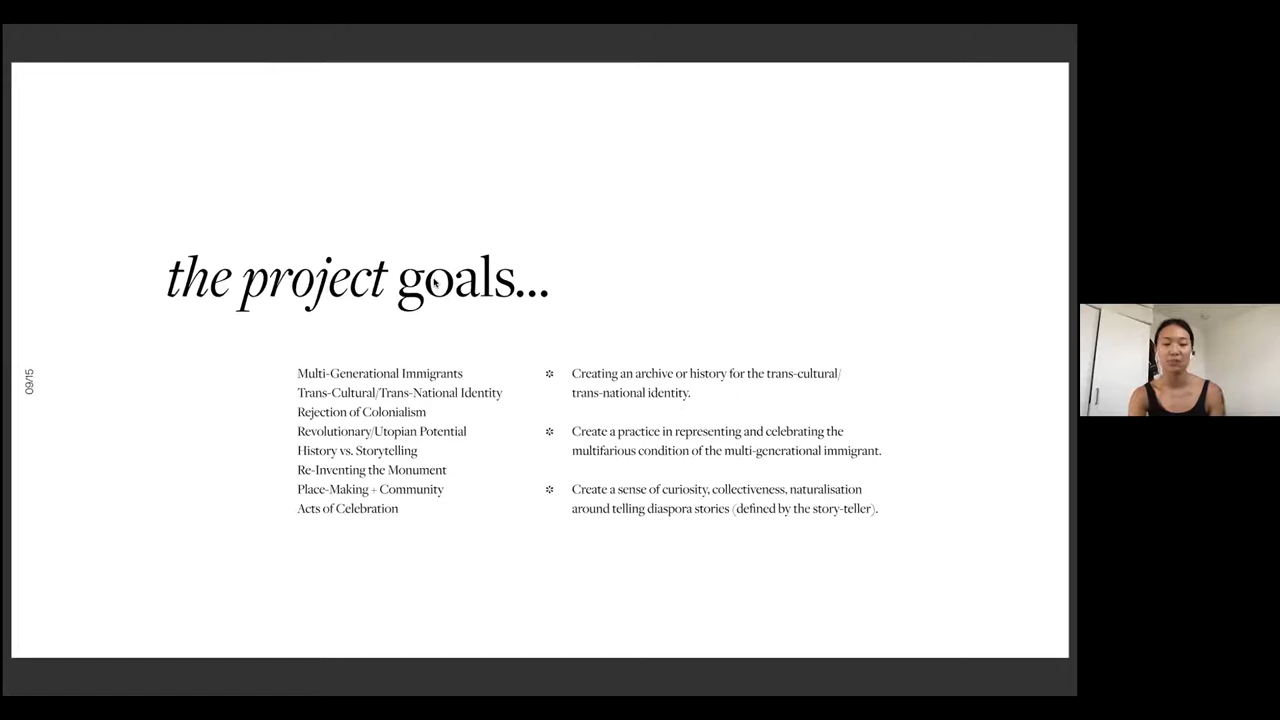 the project goals...
09/15
Multi-Generational Immigrants
Trans-Cultural/Trans-National Identity
Rejection of Colonialism
Revolutionary/Utopian Potential
History vs. Storytelling
Re-Inventing the Monument
Place-Making + Community
Acts of Celebration
Creating an archive or history for the trans-cultural/
trans-national identity.
Create a practice in representing and celebrating the
multifarious condition of the multi-generational immigrant.
Create a sense of curiosity, collectiveness, naturalisation
around telling diaspora stories (defined by the story-teller).